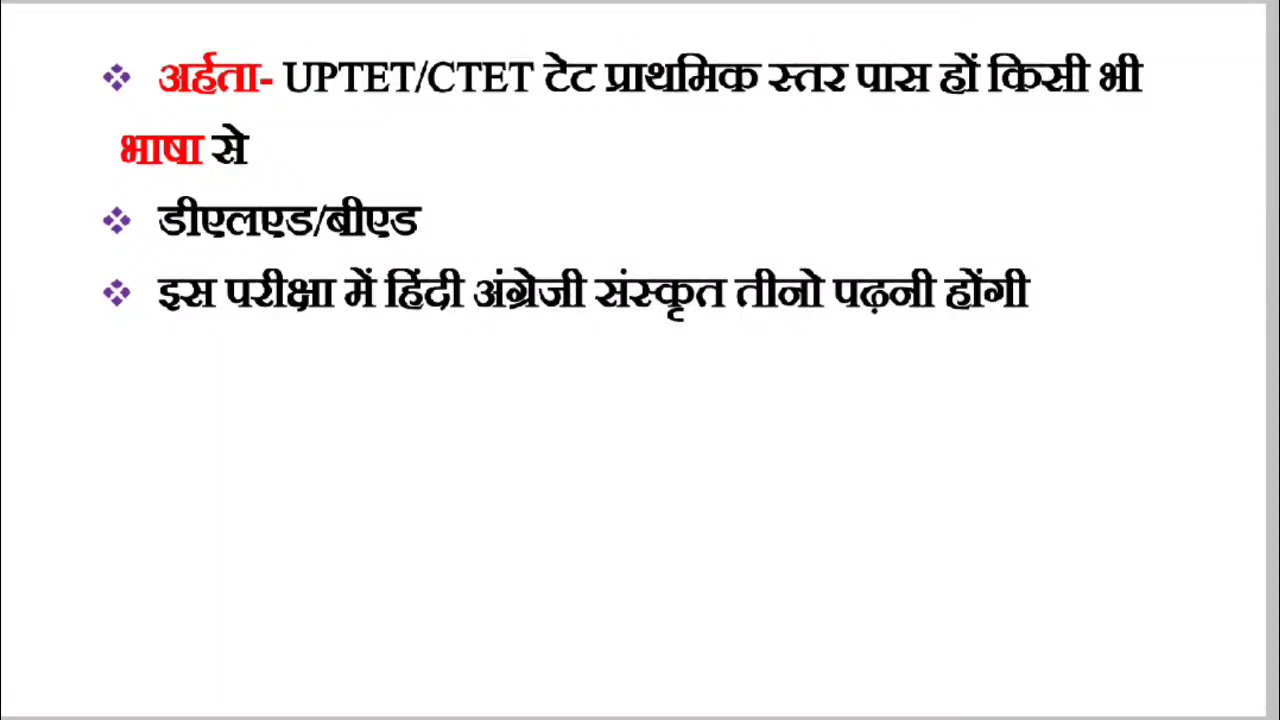 ❖ अर्हता- UPTET/CTET टेट प्राथमिक स्तर पास हों किसी भी
भाषा से
❖ डीएलएड/बीएड
❖ इस परीक्षा में हिंदी अंग्रेजी संस्कृत तीनो पढ़नी होंगी